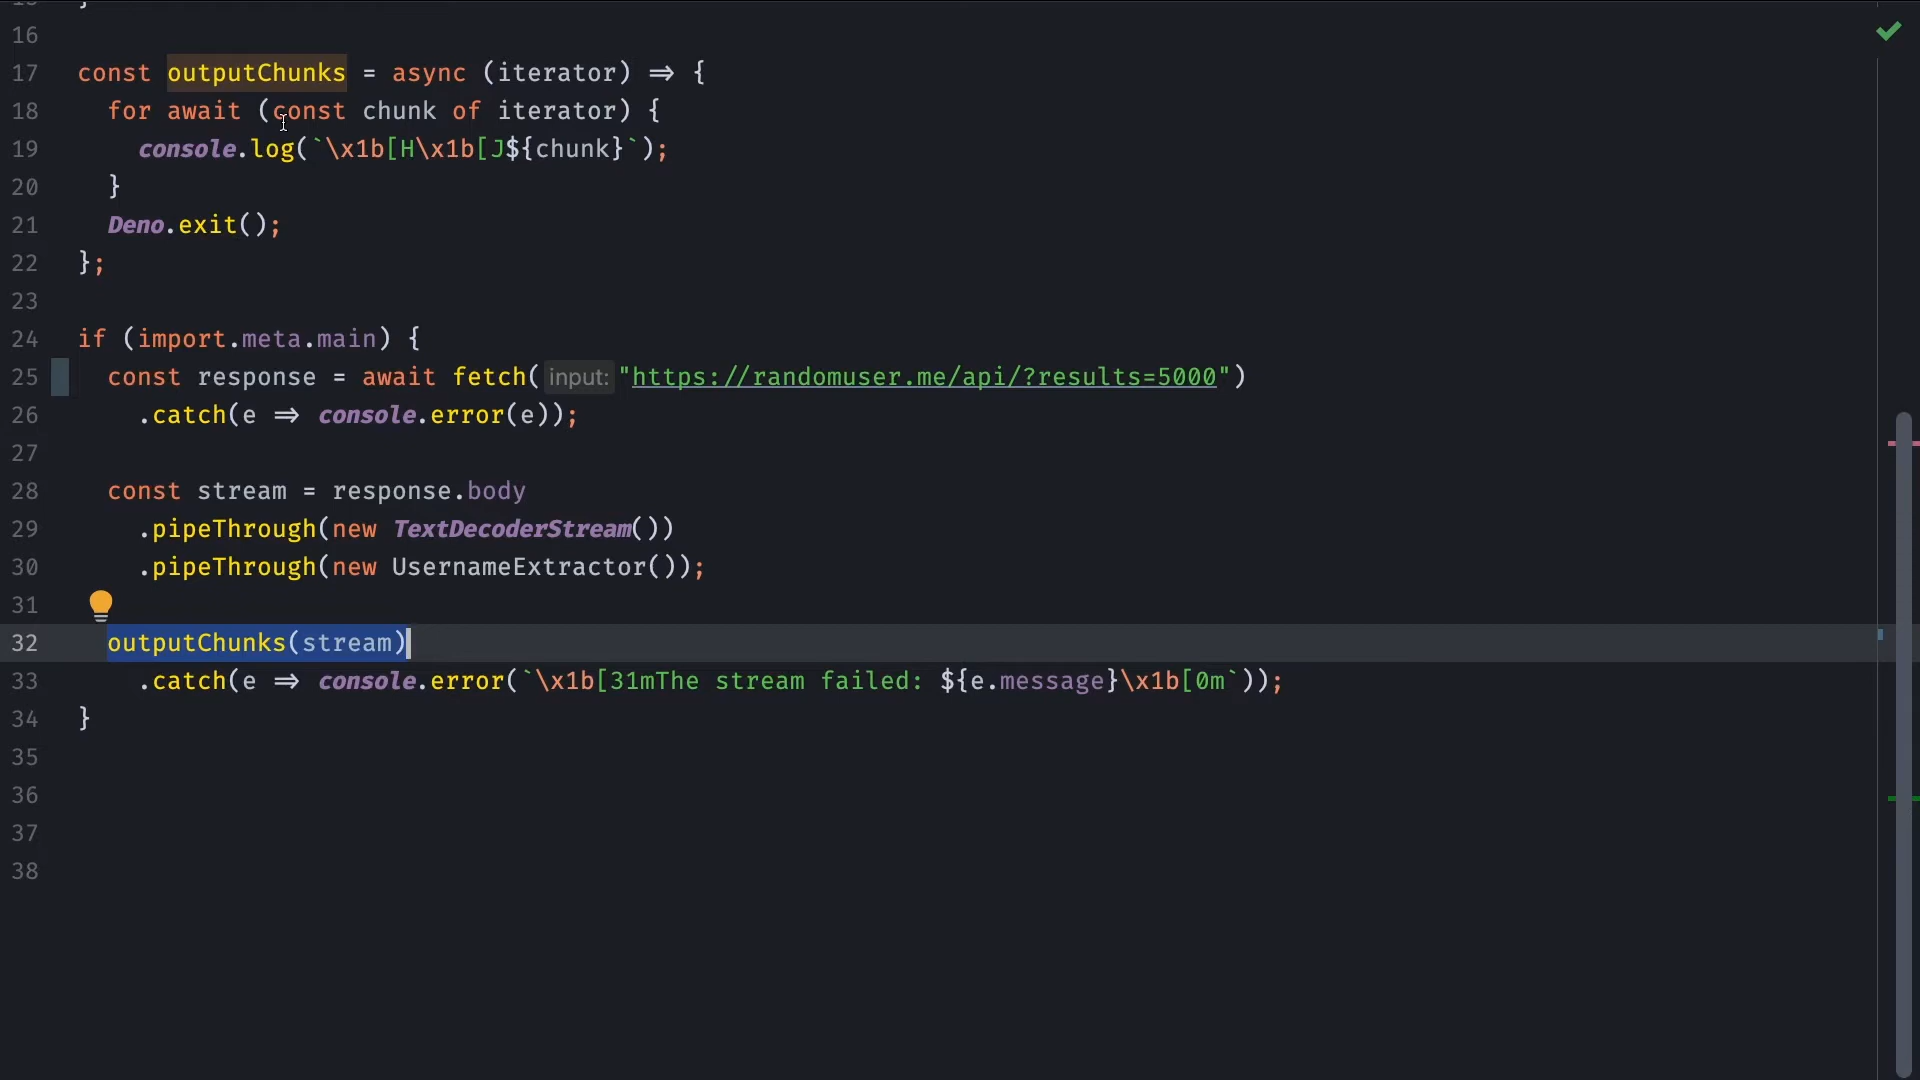 16
17 const outputChunks = async (iterator) => {
18 for await (const chunk of iterator) {
19 console.log(`\x1b[H\x1b[J${chunk}`);
20 }
21 Deno.exit();
22 };
23
24 if (import.meta.main) {
25 const response = await fetch( input: "https://randomuser.me/api/?results=5000")
26 .catch(e => console.error(e));
27
28 const stream = response.body
29 .pipeThrough(new TextDecoderStream())
30 .pipeThrough(new UsernameExtractor());
31
32 outputChunks(stream)
33 .catch(e => console.error(`\x1b[31mThe stream failed: ${e.message}\x1b[0m`));
34 }
35
36
37
38